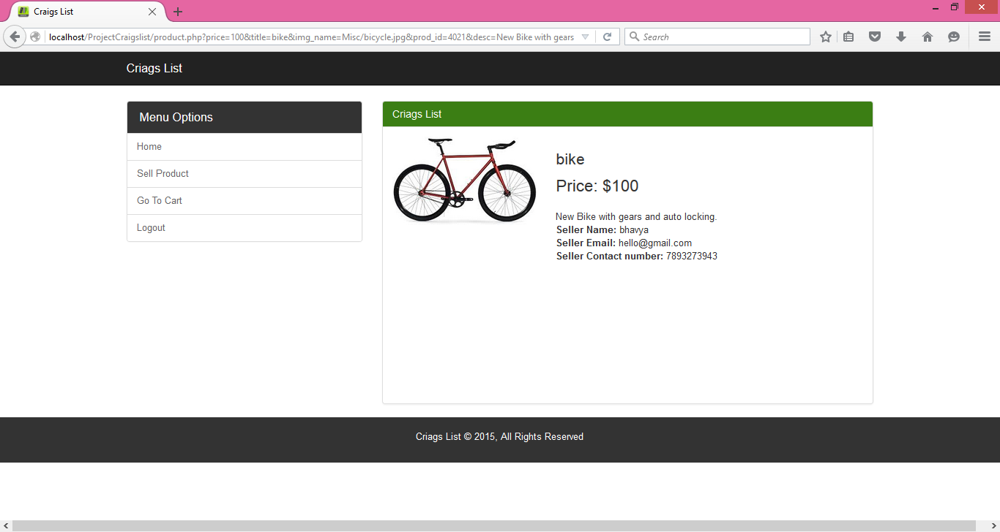 Craigs List
localhost/ProjectCraigslist/product.php?price=100&title=bike&img_name=Misc/bicycle.jpg&prod_id=4021&desc=New Bike with gears
Search
Criags List
Menu Options
Home
Sell Product
Go To Cart
Logout
Criags List
bike
Price: $100
New Bike with gears and auto locking.
Seller Name: bhavya
Seller Email: hello@gmail.com
Seller Contact number: 7893273943
Criags List © 2015, All Rights Reserved